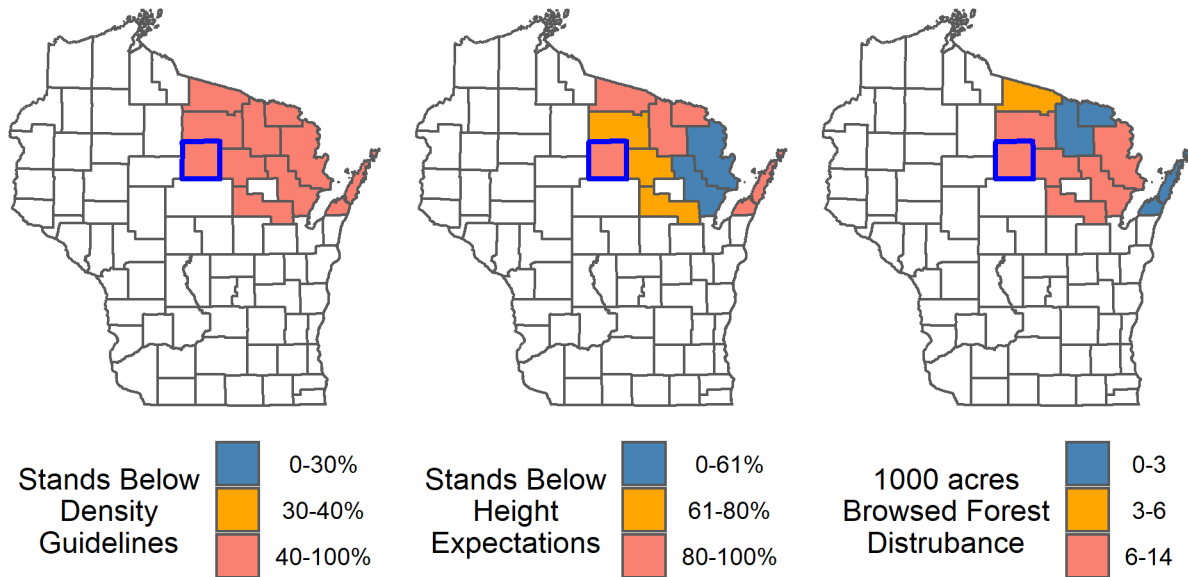 Stands Below
Density
Guidelines
0-30%
30-40%
40-100%
Stands Below
Height
Expectations
0-61%
61-80%
80-100%
1000 acres
Browsed Forest
Distrubance
0-3
3-6
6-14